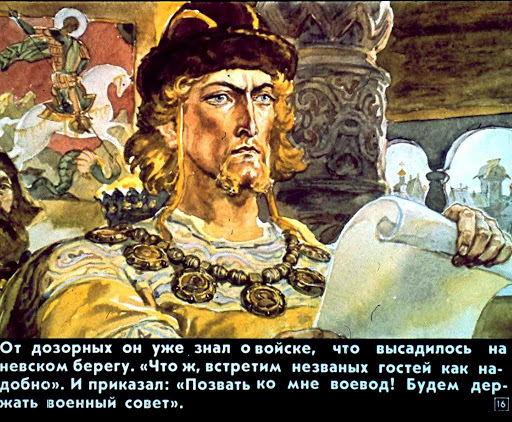 От дозорных он уже знал о войске, что высадилось на
невском берегу. «Что ж, встретим незваных гостей как на-
добно». И приказал: «Позвать ко мне воевод! Будем дер-
жать военный совет».
16